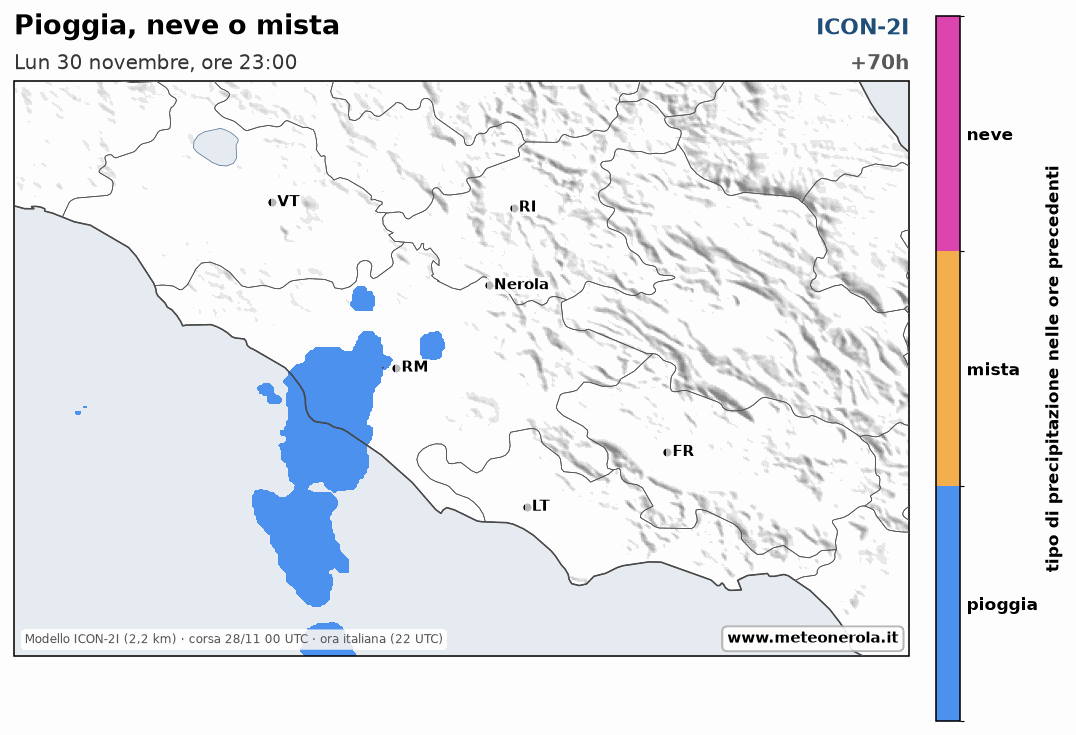 Pioggia, neve o mista
ICON-2I
Lun 30 novembre, ore 23:00
+70h
neve
VT
RI
Nerola
RM
mista
FR
LT
pioggia
tipo di precipitazione nelle ore precedenti
Modello ICON-2I (2,2 km) · corsa 28/11 00 UTC · ora italiana (22 UTC)
www.meteonerola.it